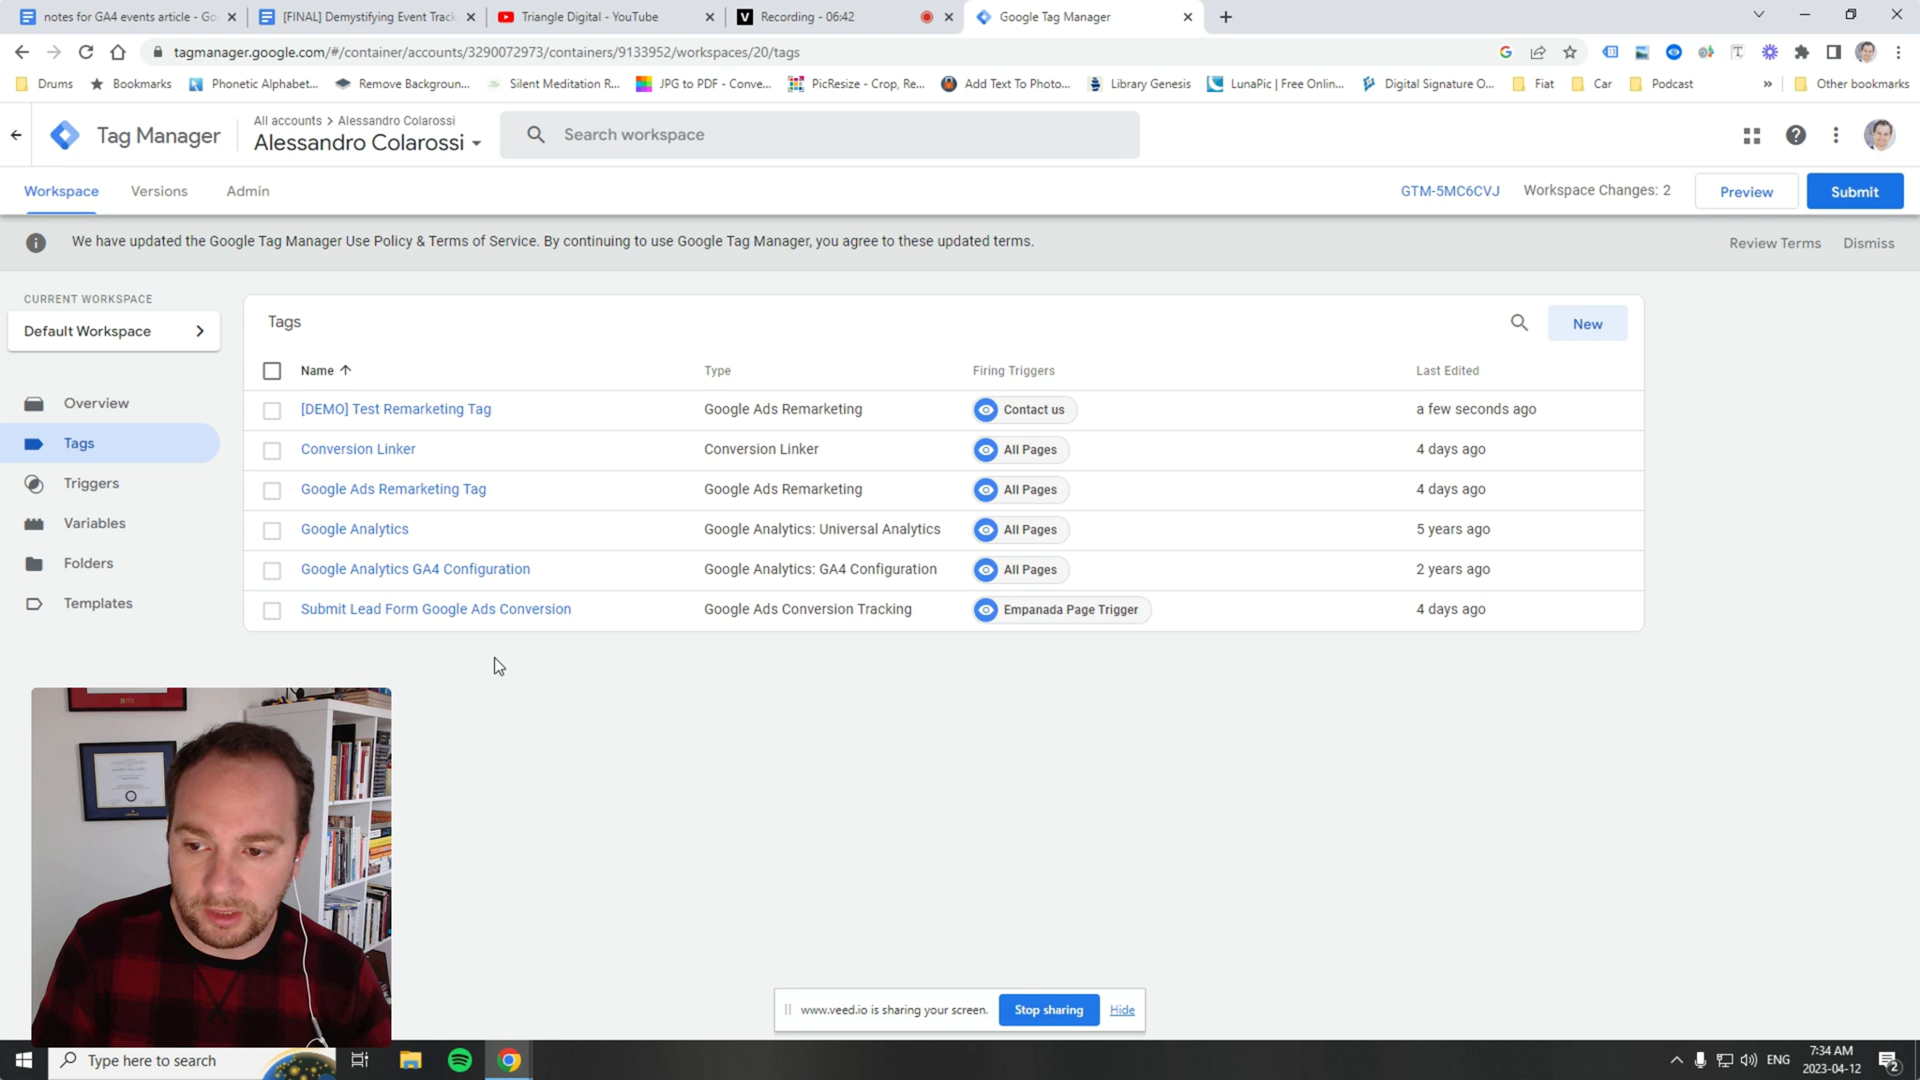 notes for GA4 events article - Go
[FINAL] Demystifying Event Track
Triangle Digital - YouTube
Recording - 06:42
Google Tag Manager
tagmanager.google.com/#/container/accounts/3290072973/containers/9133952/workspaces/20/tags
Drums
Bookmarks
Phonetic Alphabet...
Remove Backgroun...
Silent Meditation R...
JPG to PDF - Conve...
PicResize - Crop, Re...
Add Text To Photo...
Library Genesis
LunaPic | Free Onlin...
Digital Signature O...
Fiat
Car
Podcast
»
Other bookmarks
Tag Manager
All accounts > Alessandro Colarossi
Alessandro Colarossi
Search workspace
Workspace
Versions
Admin
GTM-5MC6CVJ
Workspace Changes: 2
Preview
Submit
We have updated the Google Tag Manager Use Policy & Terms of Service. By continuing to use Google Tag Manager, you agree to these updated terms.
Review Terms
Dismiss
CURRENT WORKSPACE
Default Workspace
Overview
Tags
Triggers
Variables
Folders
Templates
Tags
New
Name
Type
Firing Triggers
Last Edited
[DEMO] Test Remarketing Tag
Google Ads Remarketing
Contact us
a few seconds ago
Conversion Linker
Conversion Linker
All Pages
4 days ago
Google Ads Remarketing Tag
Google Ads Remarketing
All Pages
4 days ago
Google Analytics
Google Analytics: Universal Analytics
All Pages
5 years ago
Google Analytics GA4 Configuration
Google Analytics: GA4 Configuration
All Pages
2 years ago
Submit Lead Form Google Ads Conversion
Google Ads Conversion Tracking
Empanada Page Trigger
4 days ago
www.veed.io is sharing your screen.
Stop sharing
Hide
Type here to search
ENG
7:34 AM
2023-04-12
2